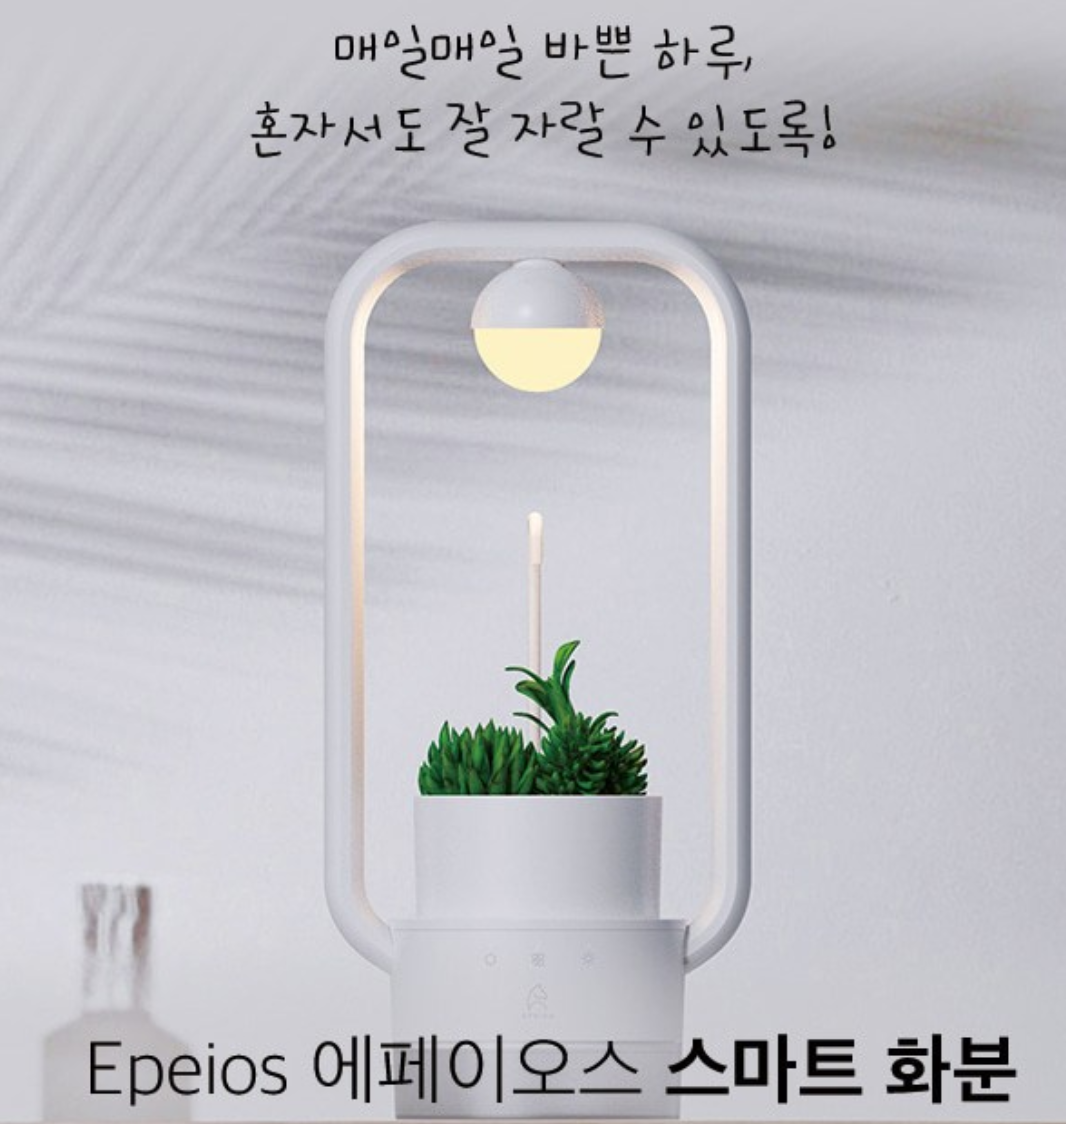 매일매일 바쁜 하루,
혼자서도 잘 자랄 수 있도록!
Epeios 에페이오스 스마트 화분